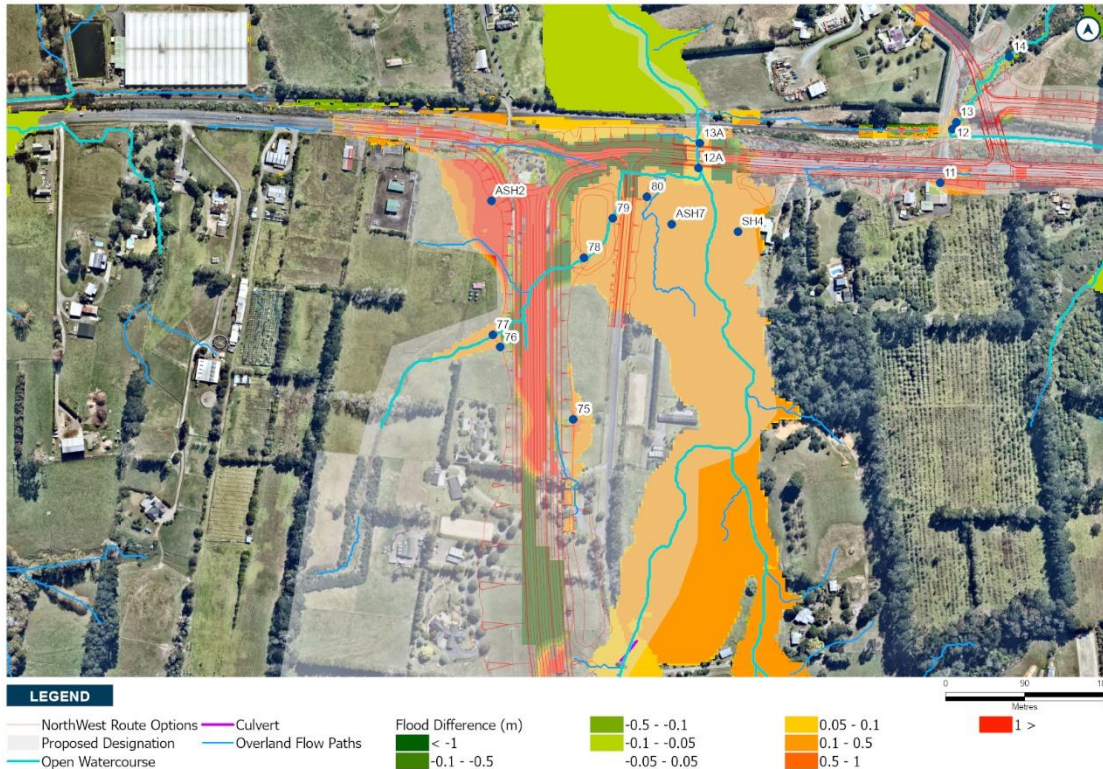 14
13
12
13A
12A
11
ASH2
80
79
ASH7
SH4
78
77
76
75
LEGEND
0 90 18
Metres
NorthWest Route Options
Proposed Designation
Open Watercourse
Culvert
Overland Flow Paths
Flood Difference (m)
< -1
-0.1 - -0.5
-0.5 - -0.1
-0.1 - -0.05
-0.05 - 0.05
0.05 - 0.1
0.1 - 0.5
0.5 - 1
1 >